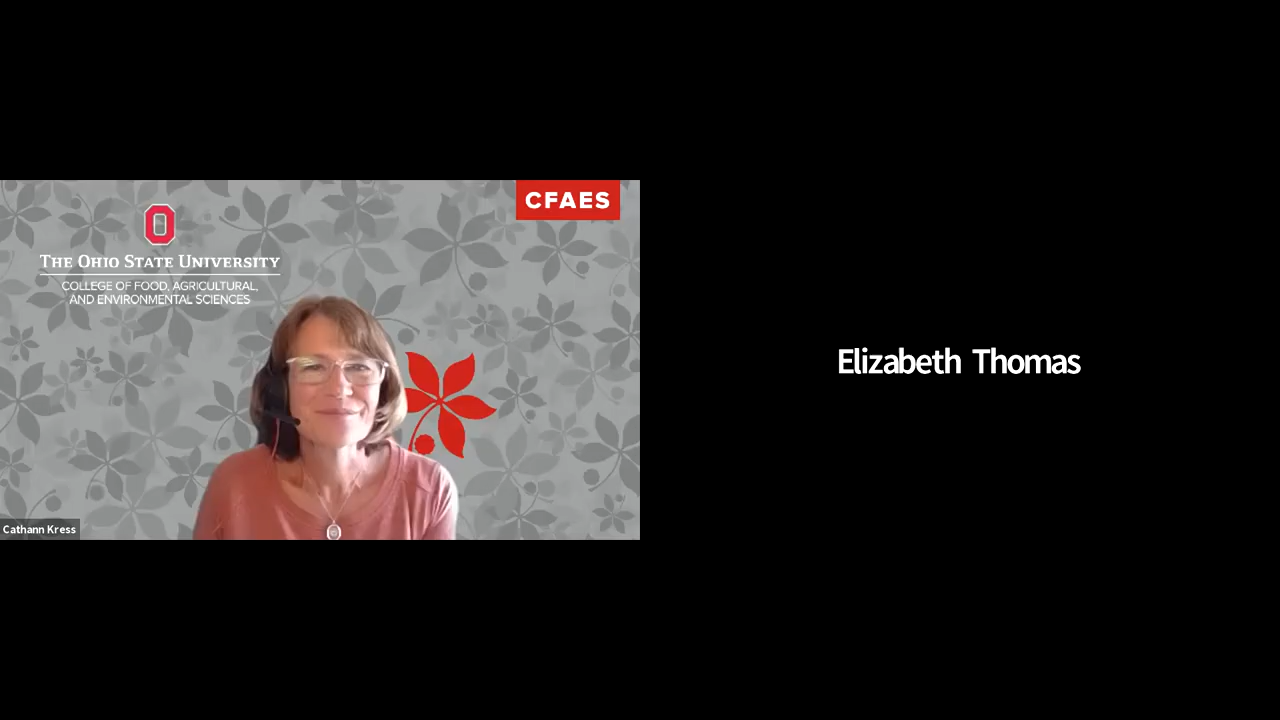 CFAES
THE OHIO STATE UNIVERSITY
COLLEGE OF FOOD, AGRICULTURAL,
AND ENVIRONMENTAL SCIENCES
Cathann Kress
Elizabeth Thomas